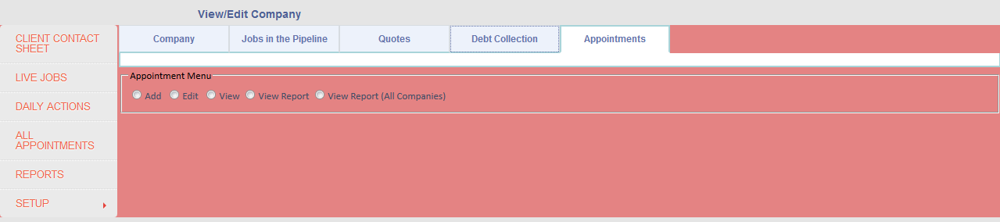 View/Edit Company
CLIENT CONTACT
SHEET
LIVE JOBS
DAILY ACTIONS
ALL
APPOINTMENTS
REPORTS
SETUP
Company
Jobs in the Pipeline
Quotes
Debt Collection
Appointments
Appointment Menu
Add Edit View View Report View Report (All Companies)